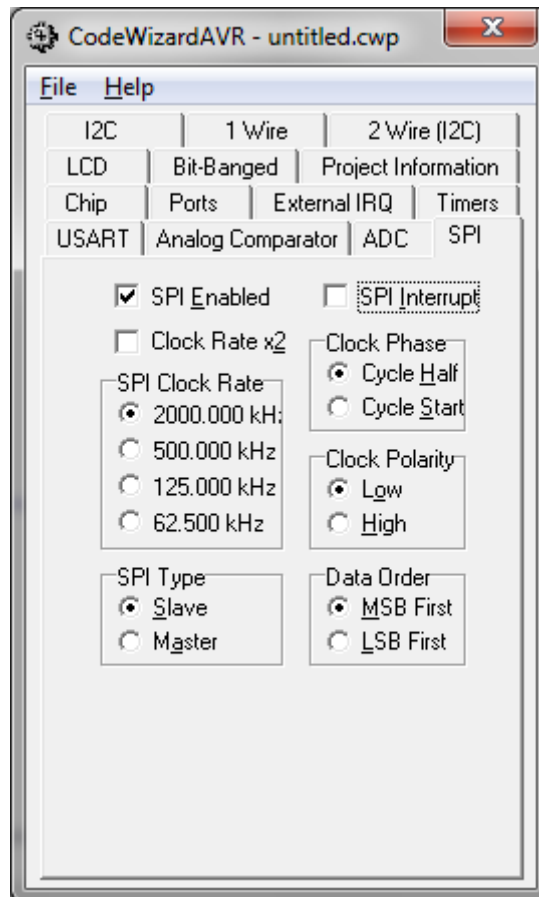 CodeWizardAVR - untitled.cwp
File Help
I2C 1 Wire 2 Wire (I2C)
LCD Bit-Banged Project Information
Chip Ports External IRQ Timers
USART Analog Comparator ADC SPI
SPI Enabled SPI Interrupt
Clock Rate x2
SPI Clock Rate
2000.000 kH
500.000 kHz
125.000 kHz
62.500 kHz
Clock Phase
Cycle Half
Cycle Start
Clock Polarity
Low
High
SPI Type
Slave
Master
Data Order
MSB First
LSB First